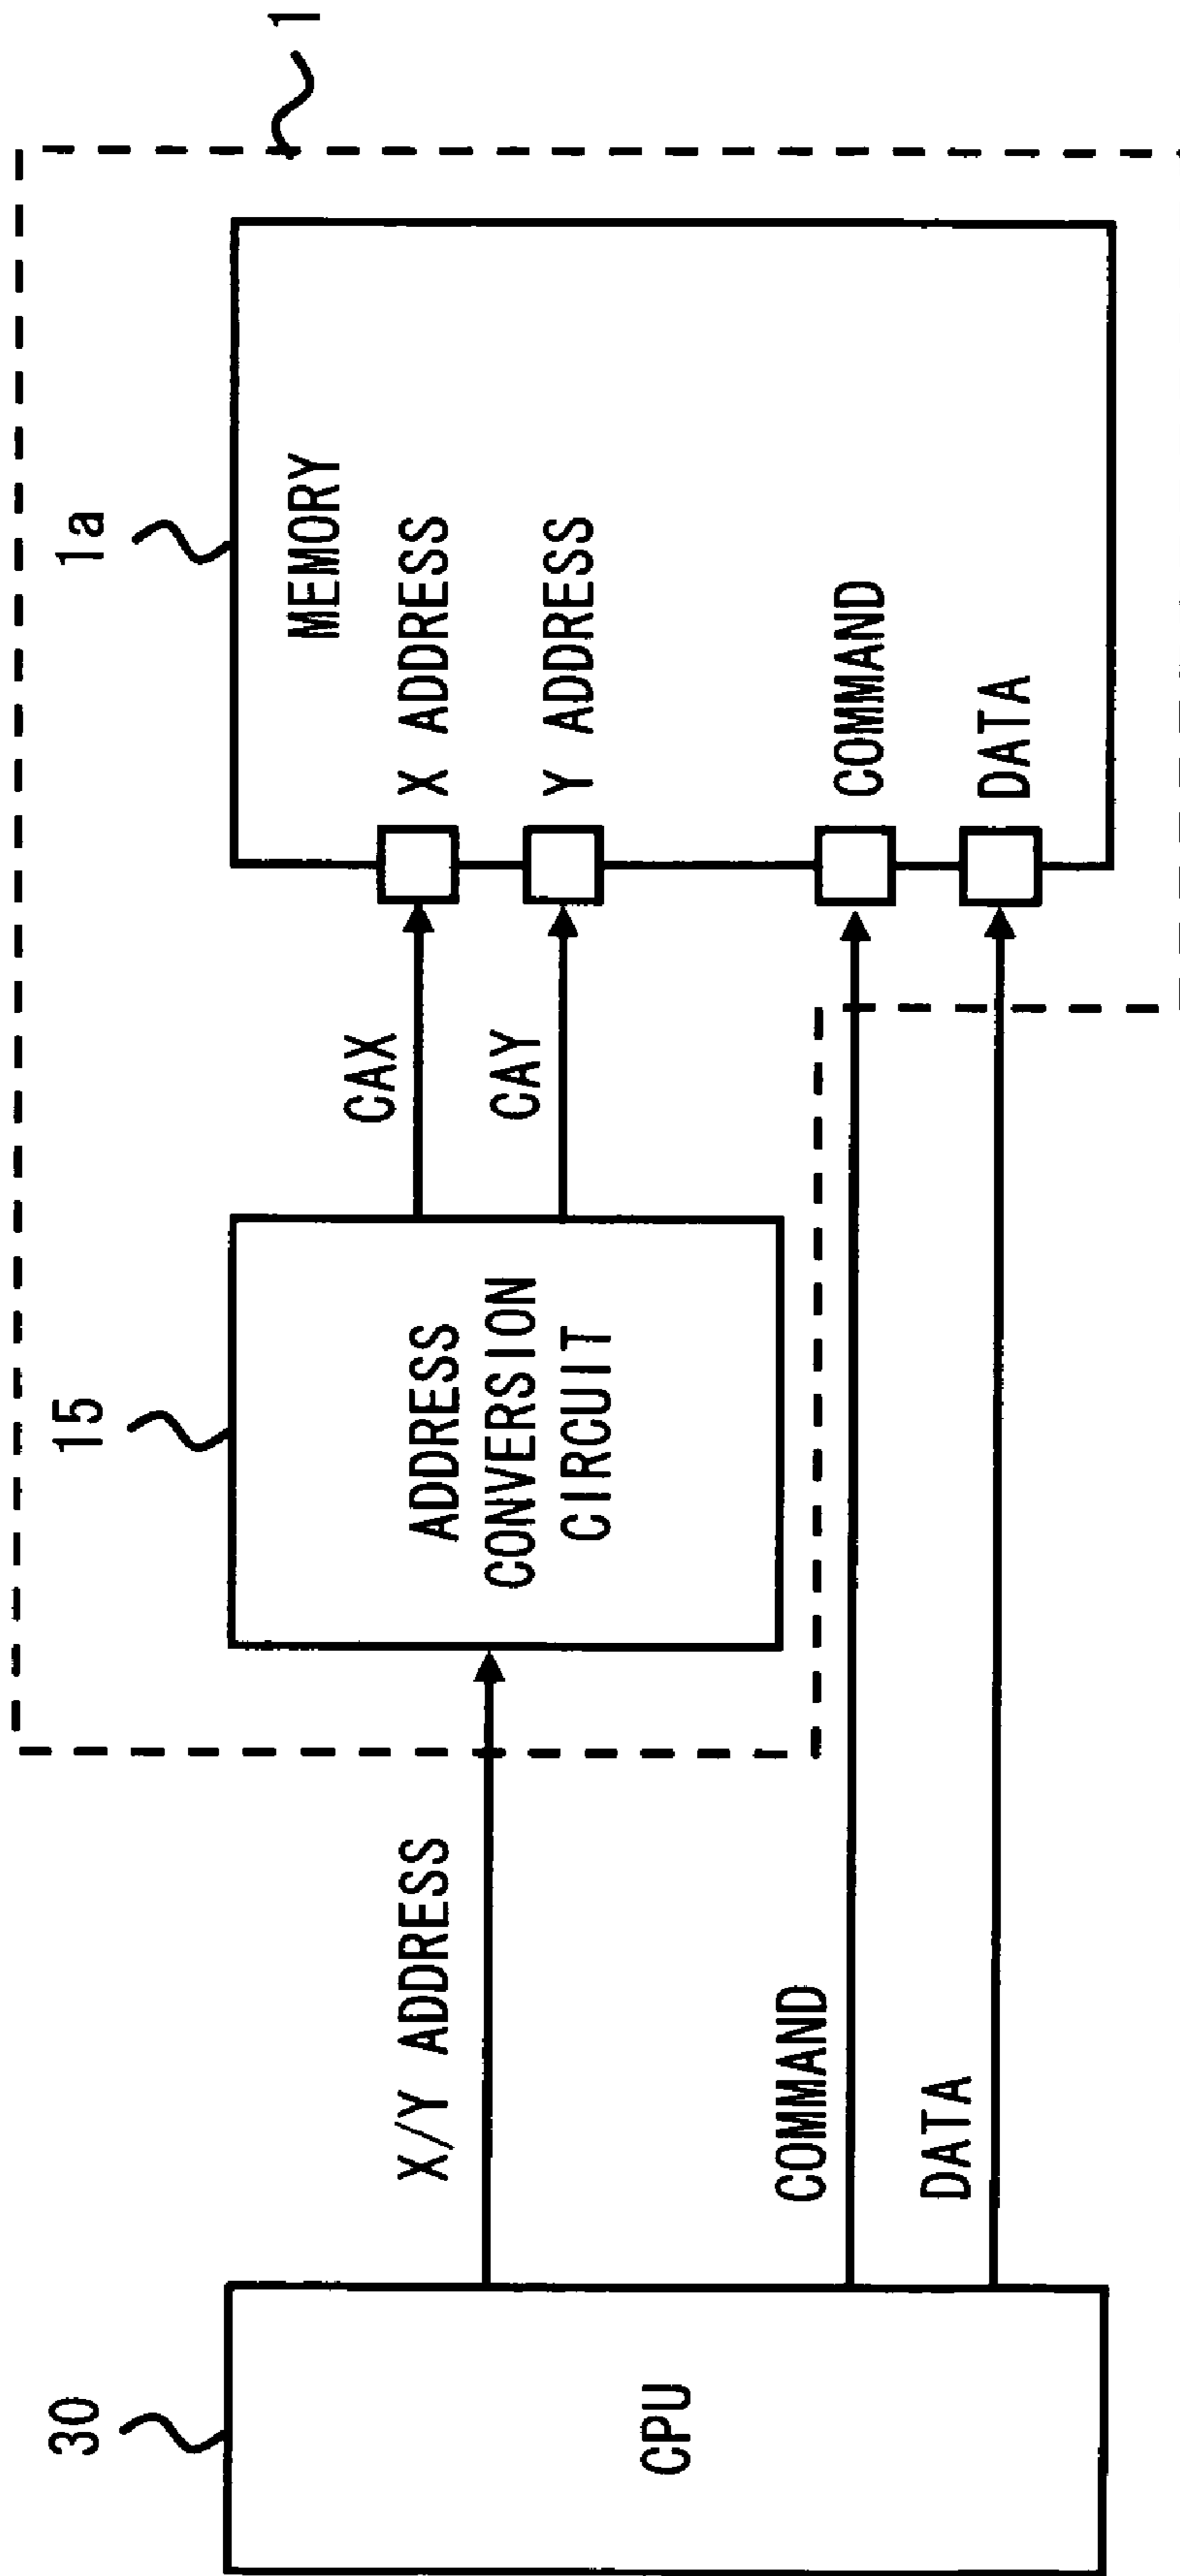 30
CPU
X/Y ADDRESS
COMMAND
DATA
15
ADDRESS
CONVERSION
CIRCUIT
CAX
CAY
1a
MEMORY
X ADDRESS
Y ADDRESS
COMMAND
DATA
1